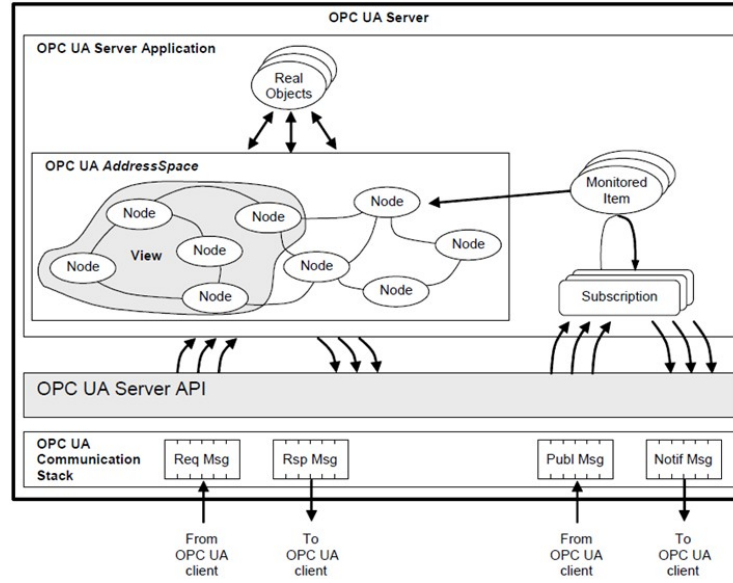 OPC UA Server
OPC UA Server Application
Real
Objects
OPC UA AddressSpace
Monitored
Item
Node
Node
Node
Node
Node
View
Node
Node
Node
Node
Subscription
OPC UA Server API
OPC UA
Communication
Stack
Req Msg
Rsp Msg
Publ Msg
Notif Msg
From
OPC UA
client
To
OPC UA
client
From
OPC UA
client
To
OPC UA
client